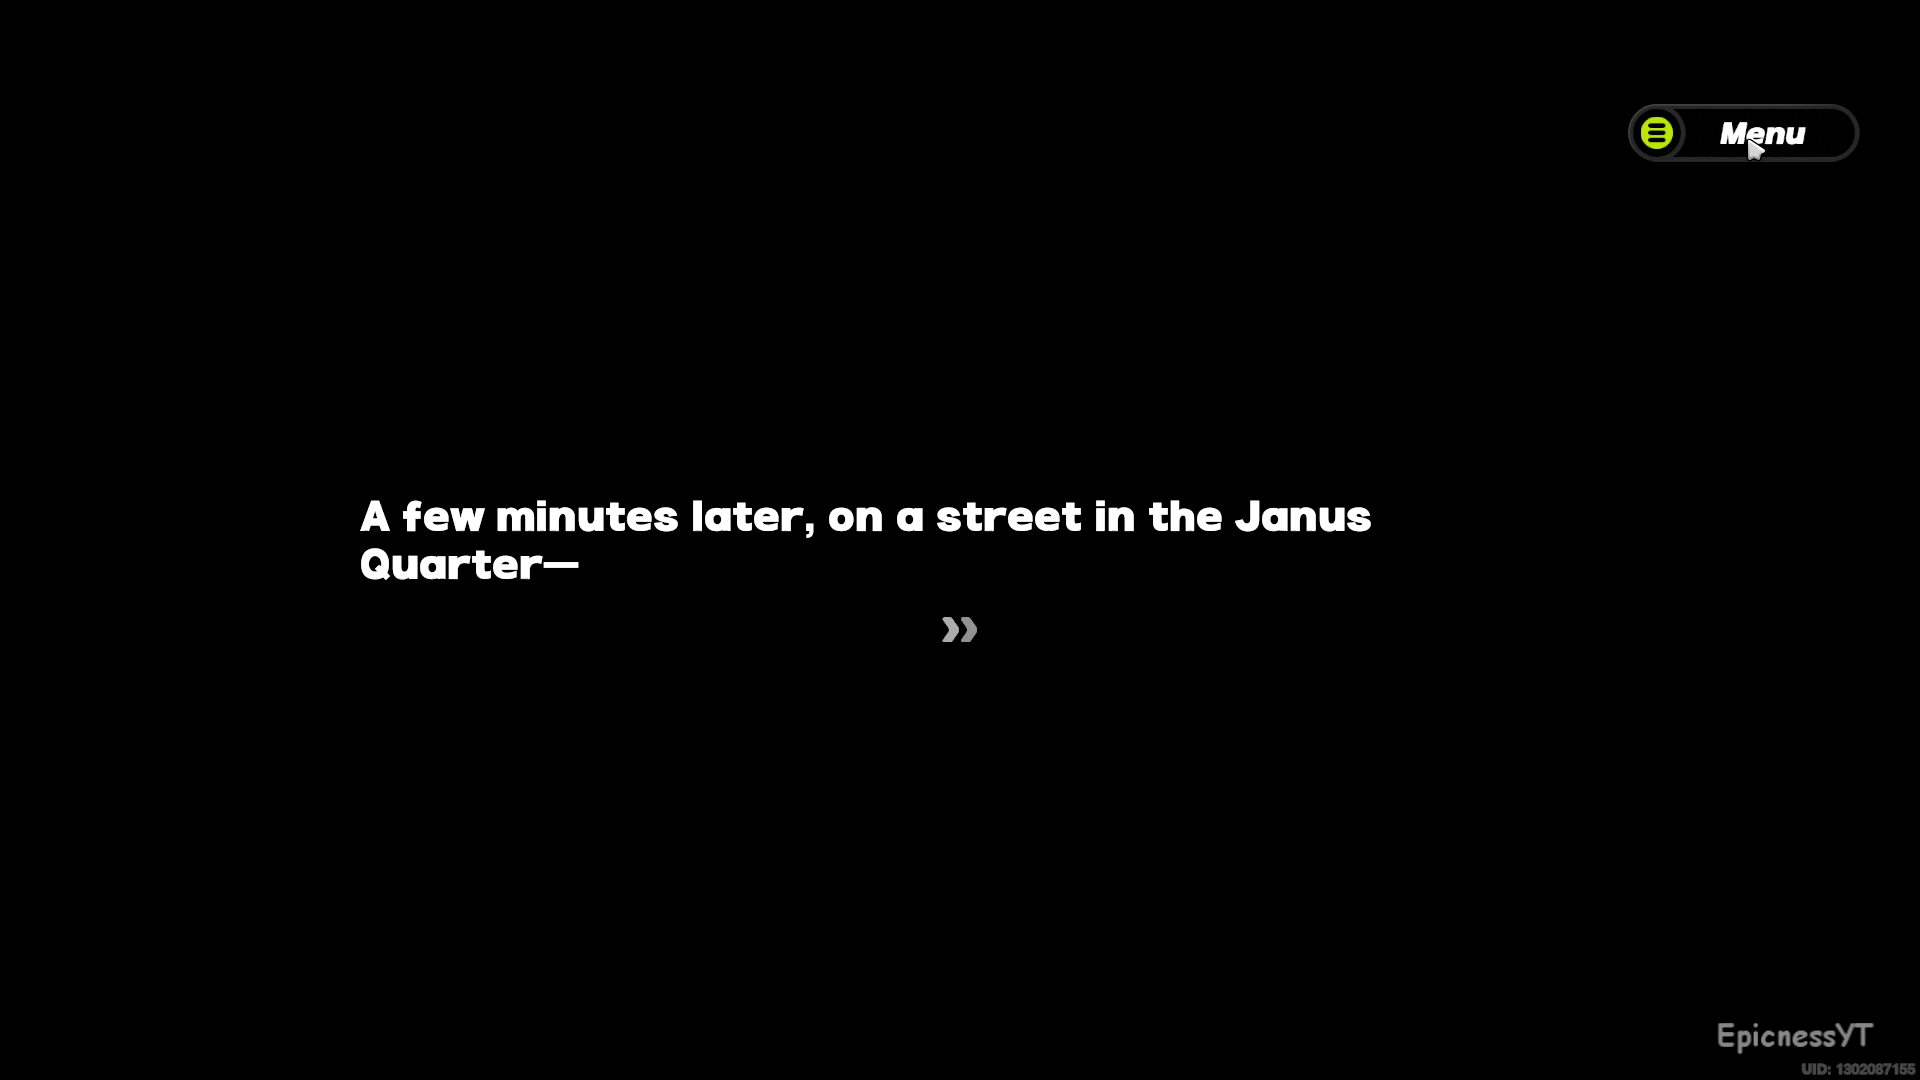 Menu
A few minutes later, on a street in the Janus
Quarter—
EpicnessYT
UID: 1302087155